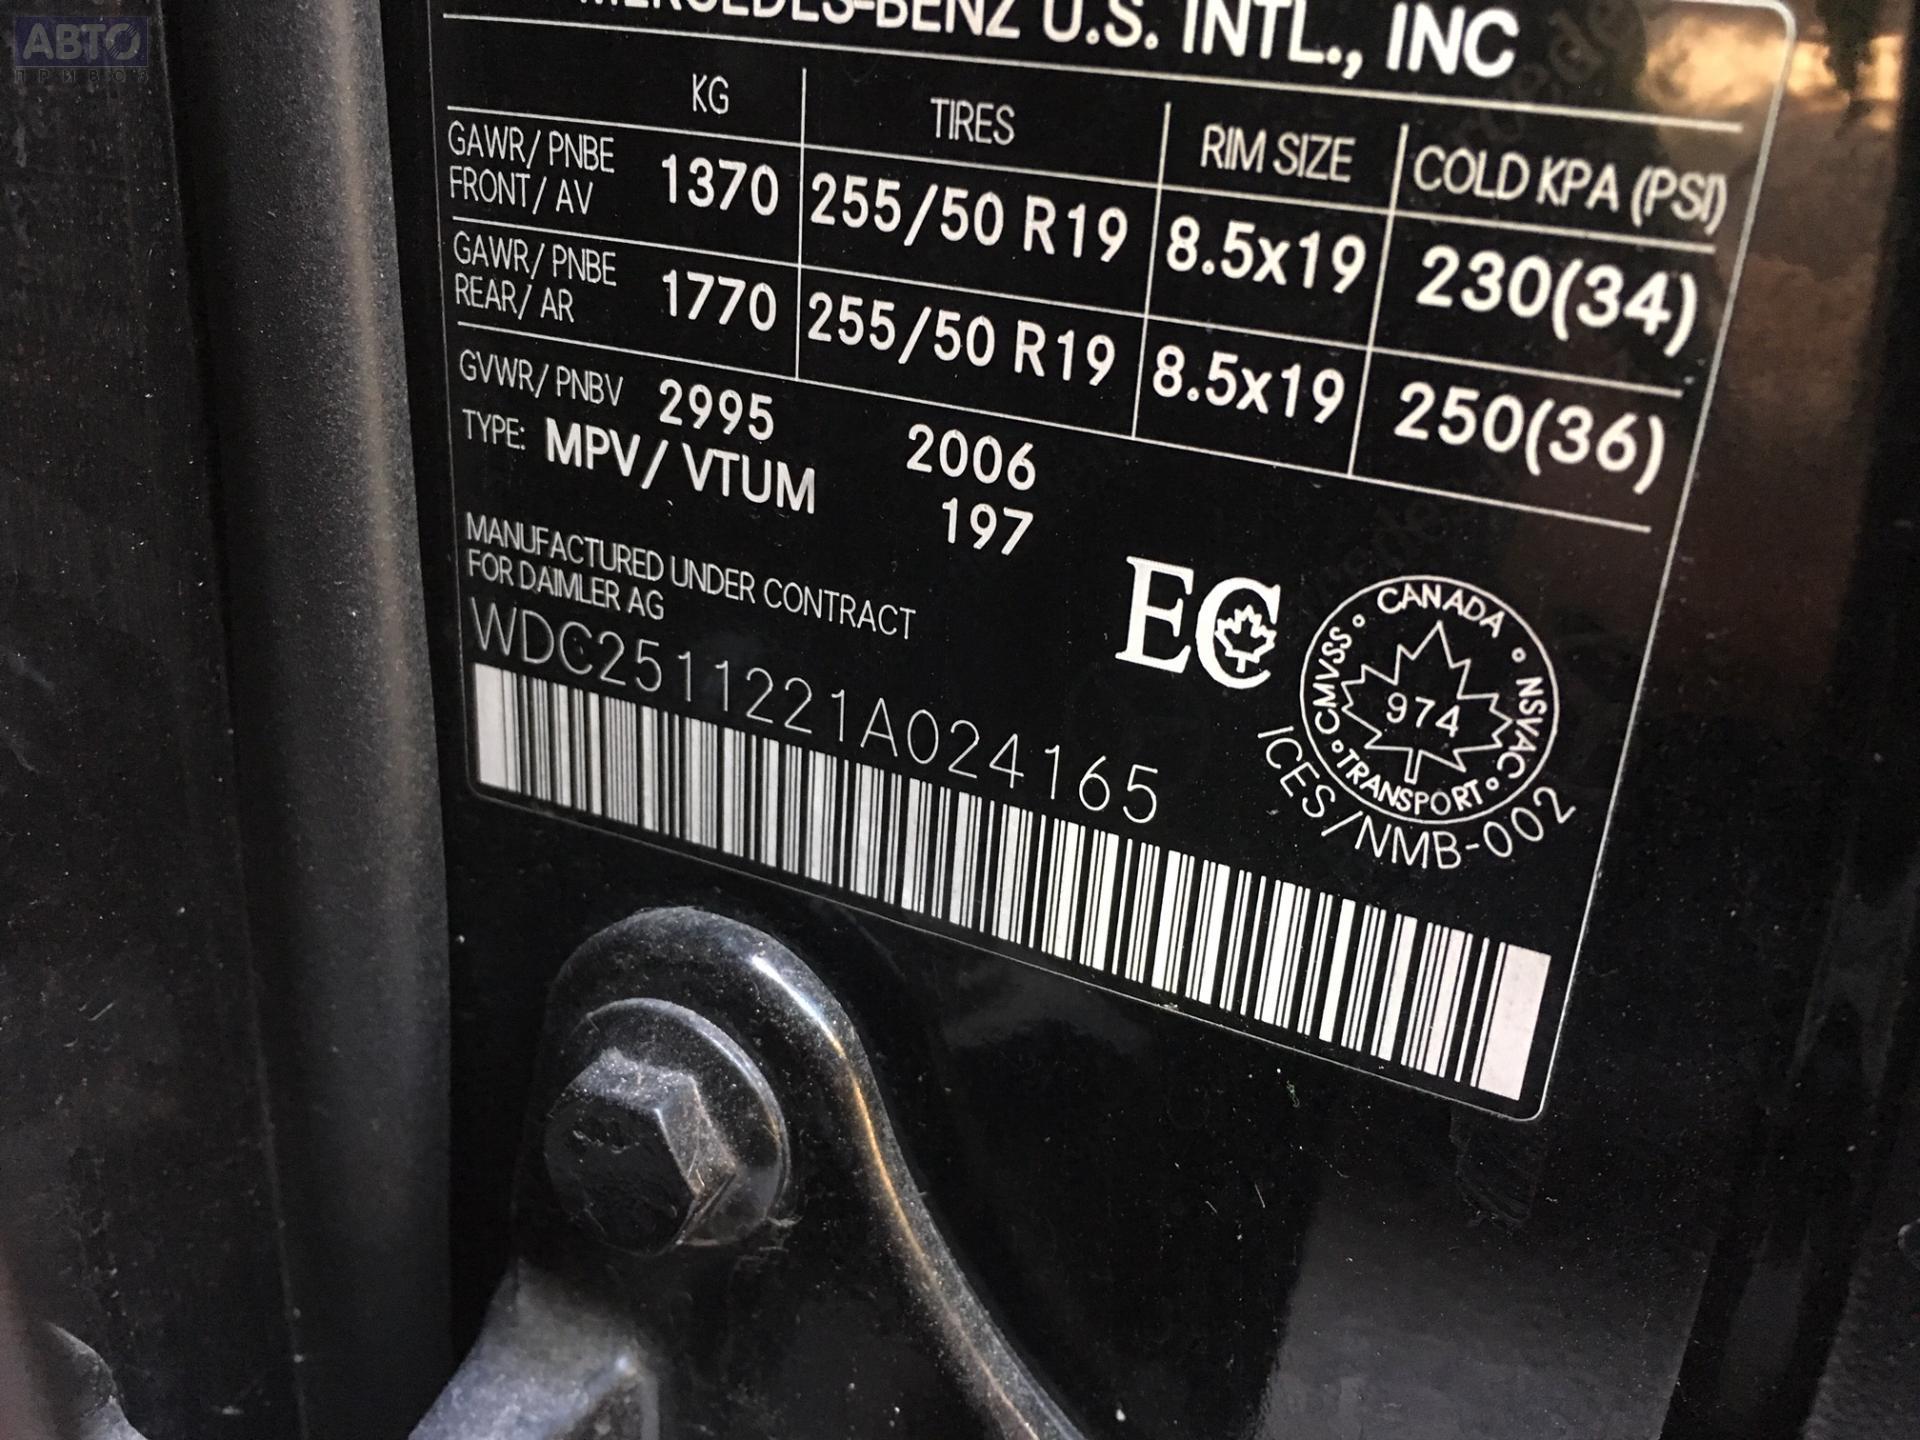 АВТО
ПРИВОЗ
MERCEDES-BENZ U.S. INTL., INC
KG TIRES RIM SIZE COLD KPA (PSI)
GAWR/ PNBE
FRONT/ AV 1370 255/50 R19 8.5x19 230(34)
GAWR/ PNBE
REAR/ AR 1770 255/50 R19 8.5x19 250(36)
GVWR/ PNBV 2995 2006
TYPE: MPV/ VTUM 197
MANUFACTURED UNDER CONTRACT
FOR DAIMLER AG
WDC2511221A024165
EC
CANADA
CMVSS
974
NSVAC
TRANSPORT
ICES/NMB-002